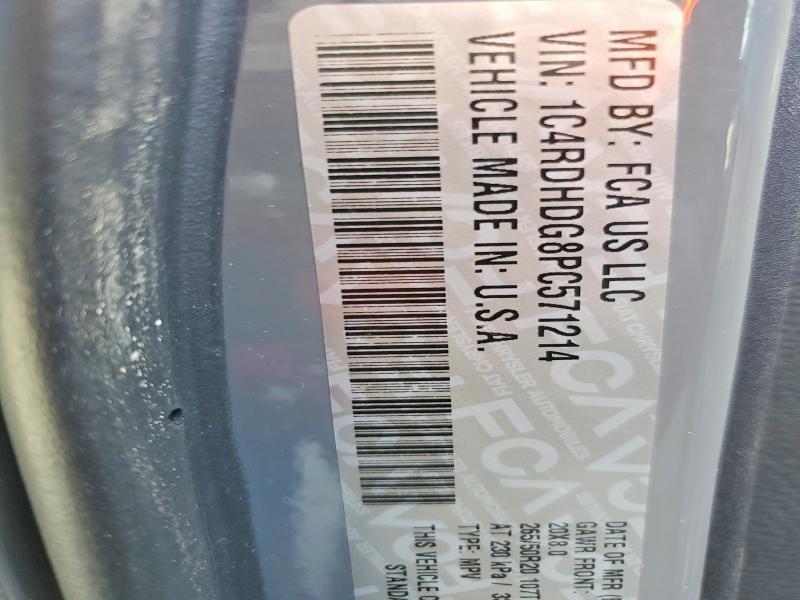 MFD BY: FCA US LLC
VIN: 1C4RDHDG8PC571214
VEHICLE MADE IN: U.S.A.
DATE OF MFR
GAWR FRONT:
20X8.0
265/50R20 107T
AT 230 kPa /
TYPE: MPV
THIS VEHICLE